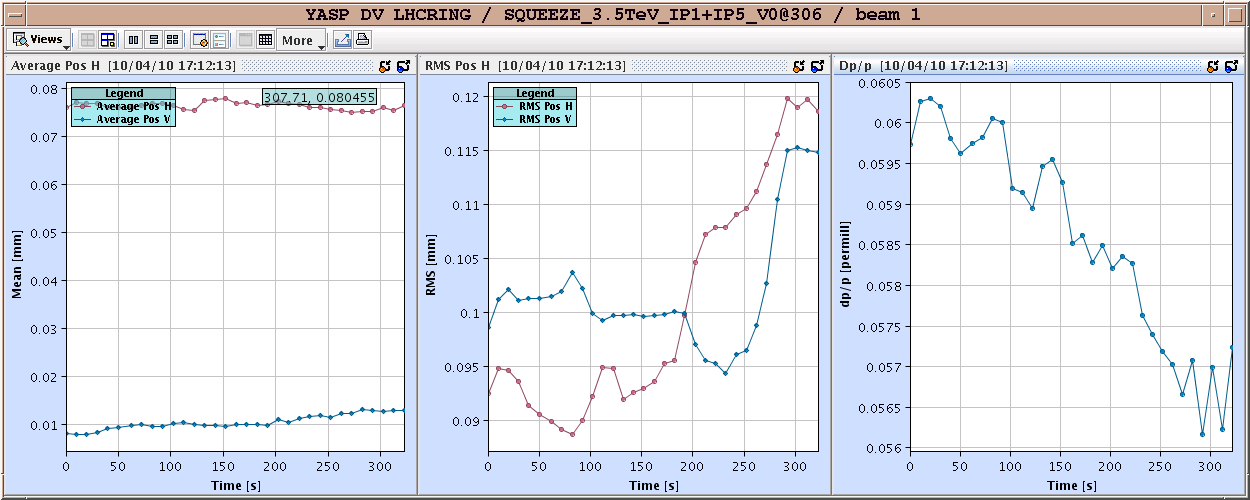 YASP DV LHCRING / SQUEEZE_3.5TeV_IP1+IP5_V0@306 / beam 1
Views
More
Average Pos H [10/04/10 17:12:13]
Legend
Average Pos H
Average Pos V
307.71, 0.080455
0.08
0.07
0.06
0.05
0.04
0.03
0.02
0.01
Mean [mm]
0 50 100 150 200 250 300
Time [s]
RMS Pos H [10/04/10 17:12:13]
Legend
RMS Pos H
RMS Pos V
0.12
0.115
0.11
0.105
0.1
0.095
0.09
RMS [mm]
0 50 100 150 200 250 300
Time [s]
Dp/p [10/04/10 17:12:13]
0.0605
0.06
0.0595
0.059
0.0585
0.058
0.0575
0.057
0.0565
0.056
dp/p [permill]
0 50 100 150 200 250 300
Time [s]